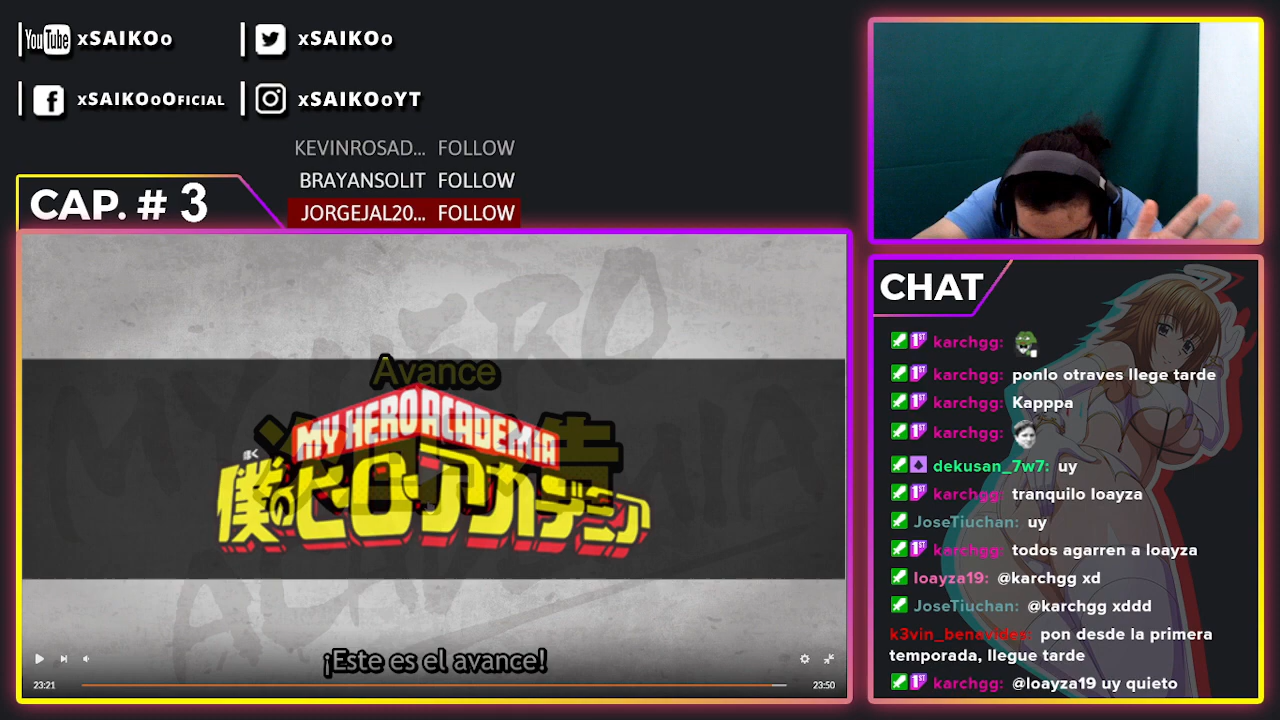 YouTube xSAIKOo
xSAIKOo
xSAIKOoOFICIAL
xSAIKOoYT
KEVINROSAD... FOLLOW
BRAYANSOLIT FOLLOW
JORGEJAL20... FOLLOW
CAP. # 3
Avance
MY HERO ACADEMIA
ぼく
僕のヒーローアカデミア
¡Este es el avance!
23:21
23:50
CHAT
karchgg:
karchgg: ponlo otraves llege tarde
karchgg: Kapppa
karchgg:
dekusan_7w7: uy
karchgg: tranquilo loayza
JoseTiuchan: uy
karchgg: todos agarren a loayza
loayza19: @karchgg xd
JoseTiuchan: @karchgg xddd
k3vin_benavides: pon desde la primera
temporada, llegue tarde
karchgg: @loayza19 uy quieto